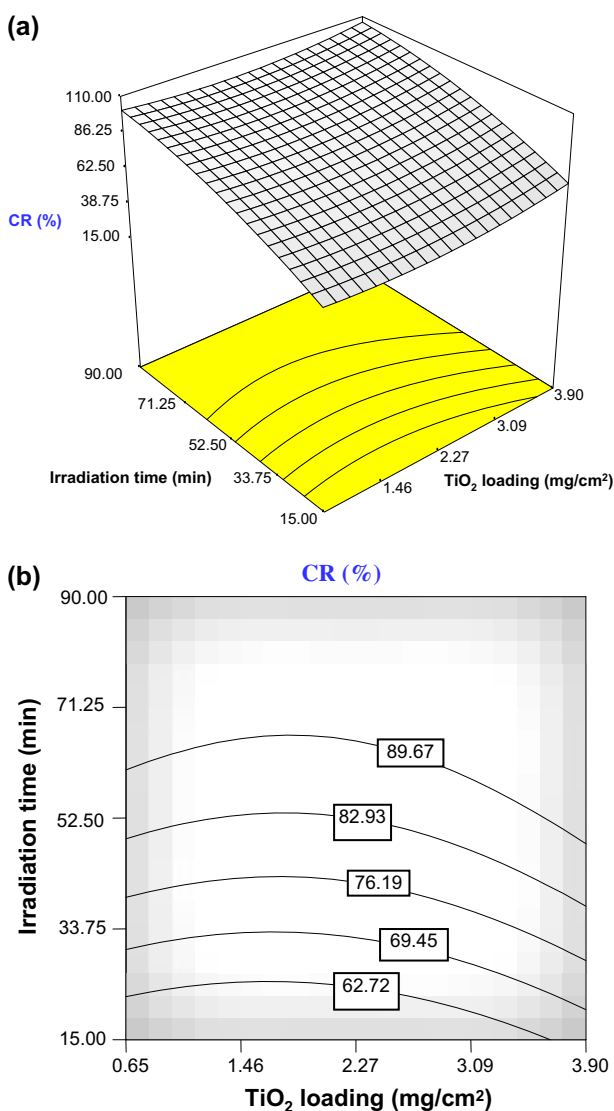 (a)
110.00
86.25
62.50
38.75
CR (%)
15.00
90.00
71.25
52.50
Irradiation time (min)
33.75
15.00
3.90
3.09
2.27
TiO₂ loading (mg/cm²)
1.46
(b)
CR (%)
90.00
71.25
52.50
33.75
15.00
Irradiation time (min)
89.67
82.93
76.19
69.45
62.72
0.65 1.46 2.27 3.09 3.90
TiO₂ loading (mg/cm²)